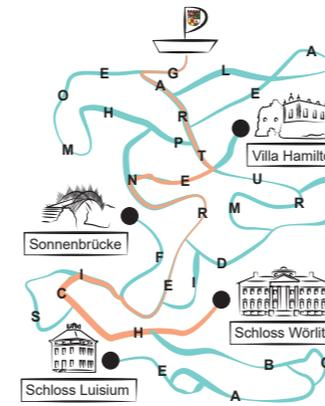 A
E G L
O A E
H R
M P
Villa Hamilt
T
N E U
R M R
Sonnenbrücke
F D
I E I
C
S
Schloss Wörlit
H
B
Schloss Luisium
E
A